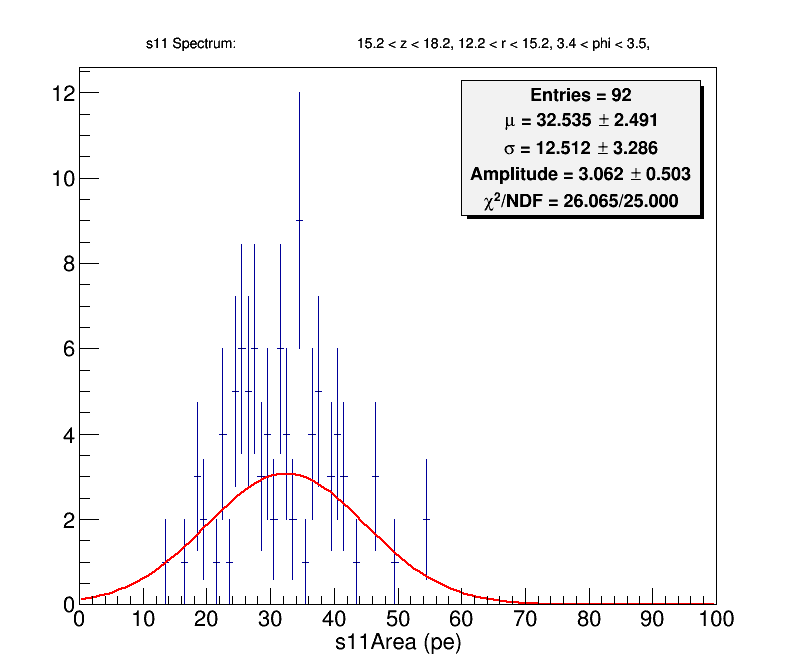 s11 Spectrum: 15.2 < z < 18.2, 12.2 < r < 15.2, 3.4 < phi < 3.5,
Entries = 92
μ = 32.535 ± 2.491
σ = 12.512 ± 3.286
Amplitude = 3.062 ± 0.503
χ²/NDF = 26.065/25.000
12
10
8
6
4
2
0
0 10 20 30 40 50 60 70 80 90 100
s11Area (pe)